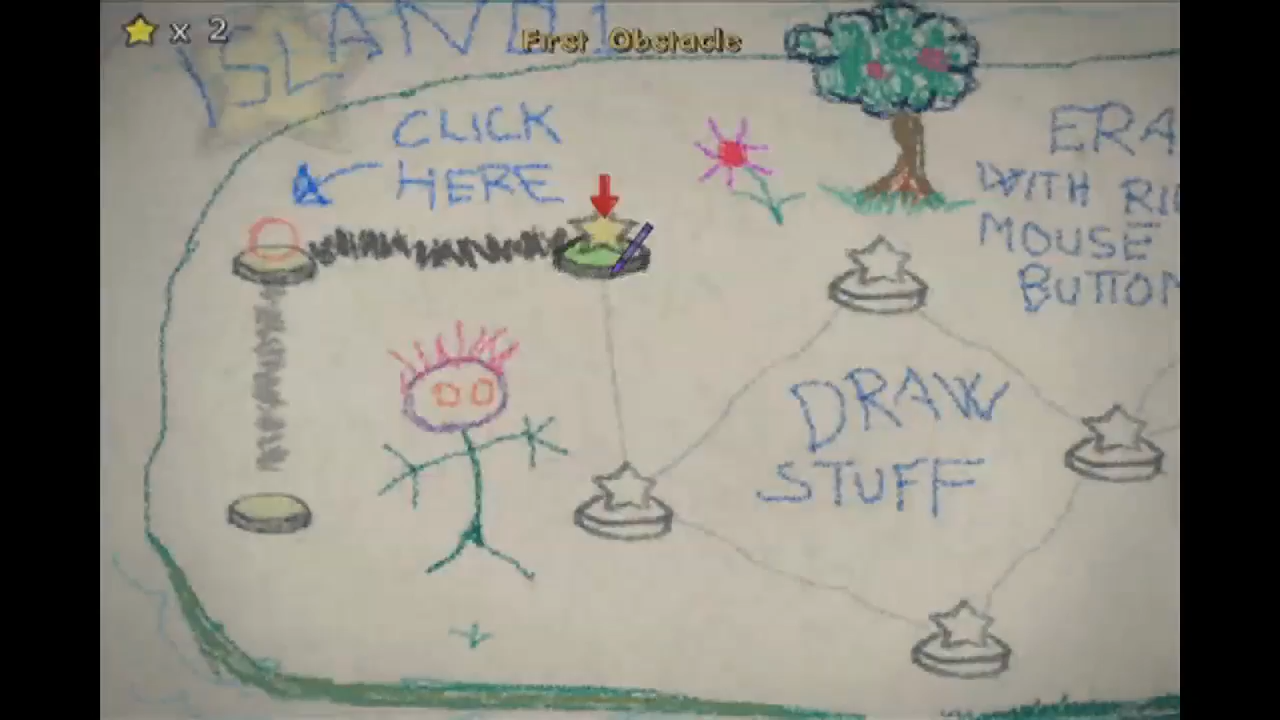 x 2
First Obstacle
ISLAND 1
CLICK
HERE
ERA
WITH RI
MOUSE
BUTTON
DRAW
STUFF